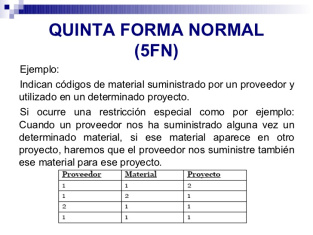 QUINTA FORMA NORMAL
(5FN)
Ejemplo:
Indican códigos de material suministrado por un proveedor y
utilizado en un determinado proyecto.
Si ocurre una restricción especial como por ejemplo:
Cuando un proveedor nos ha suministrado alguna vez un
determinado material, si ese material aparece en otro
proyecto, haremos que el proveedor nos suministre también
ese material para ese proyecto.
Proveedor Material Proyecto
1 1 2
1 2 1
2 1 1
1 1 1